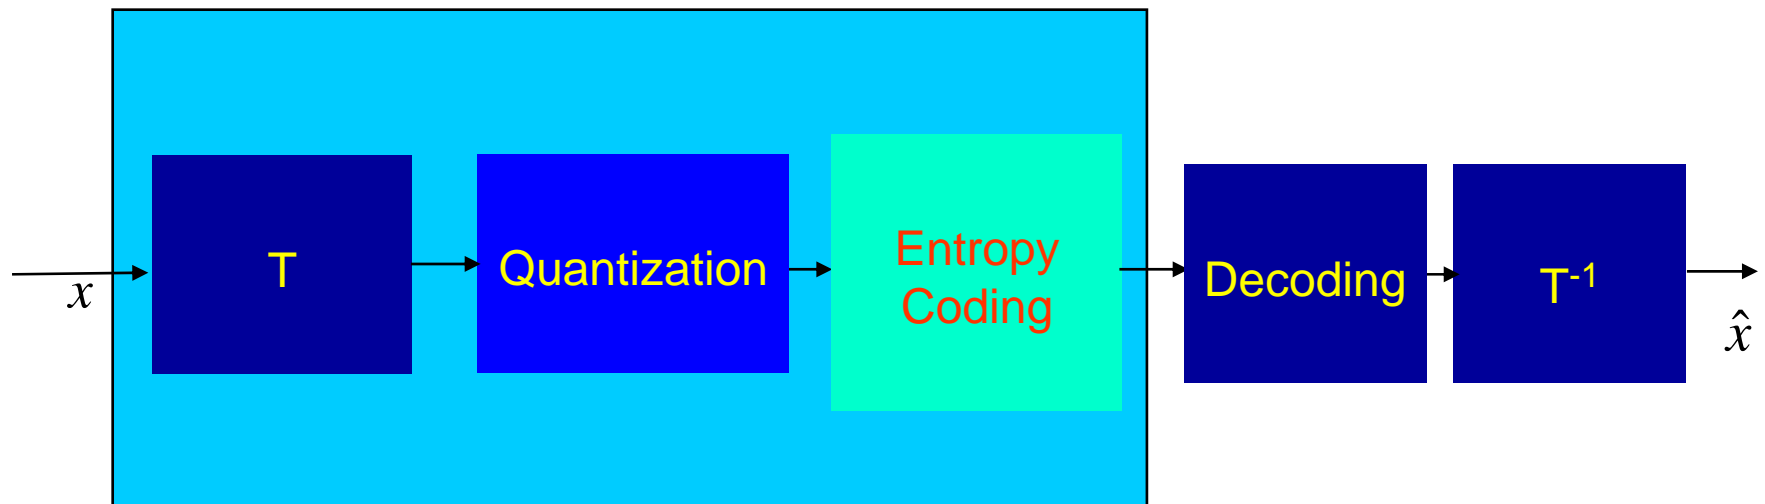 x
T
Quantization
Entropy
Coding
Decoding
T⁻¹
x̂